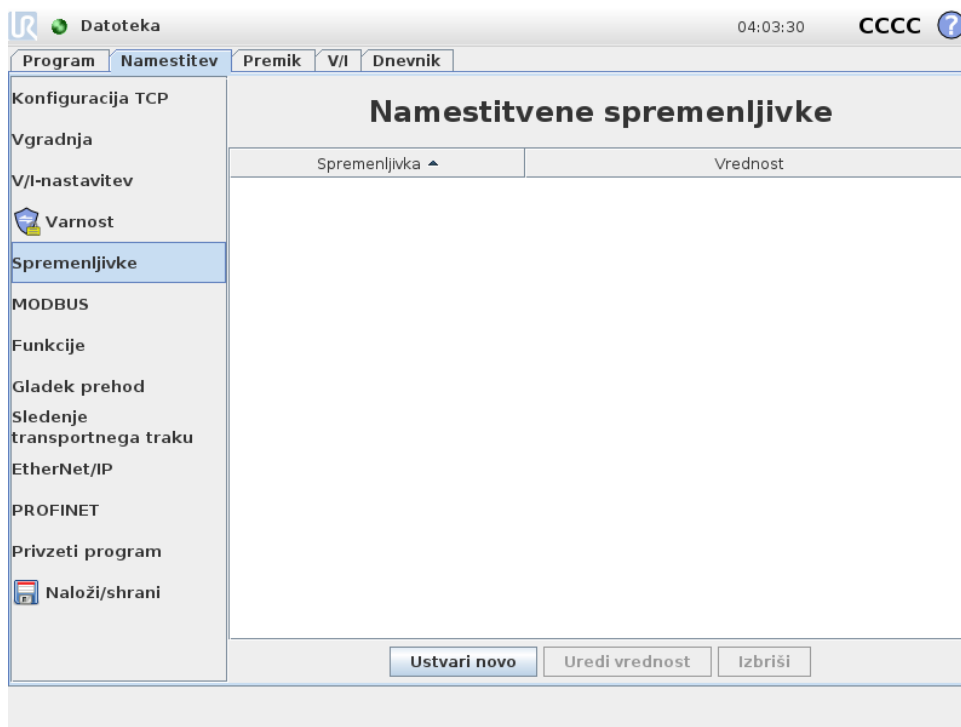 UR Datoteka 04:03:30 CCCC ?
Program Namestitev Premik V/I Dnevnik
Konfiguracija TCP
Vgradnja
V/I-nastavitev
Varnost
Spremenljivke
MODBUS
Funkcije
Gladek prehod
Sledenje
transportnega traku
EtherNet/IP
PROFINET
Privzeti program
Naloži/shrani
Namestitvene spremenljivke
Spremenljivka Vrednost
Ustvari novo Uredi vrednost Izbriši